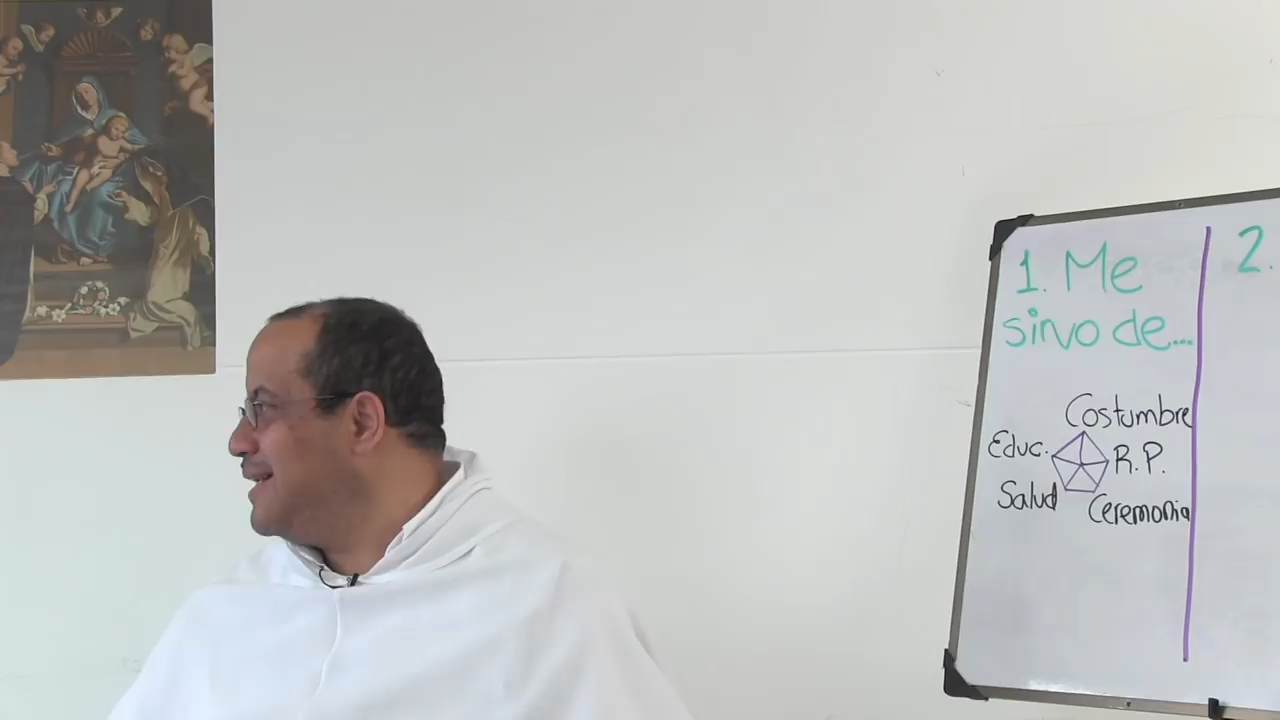 1. Me
sirvo de...
Costumbre
Educ.
R.P.
Salud
Ceremonia
2.